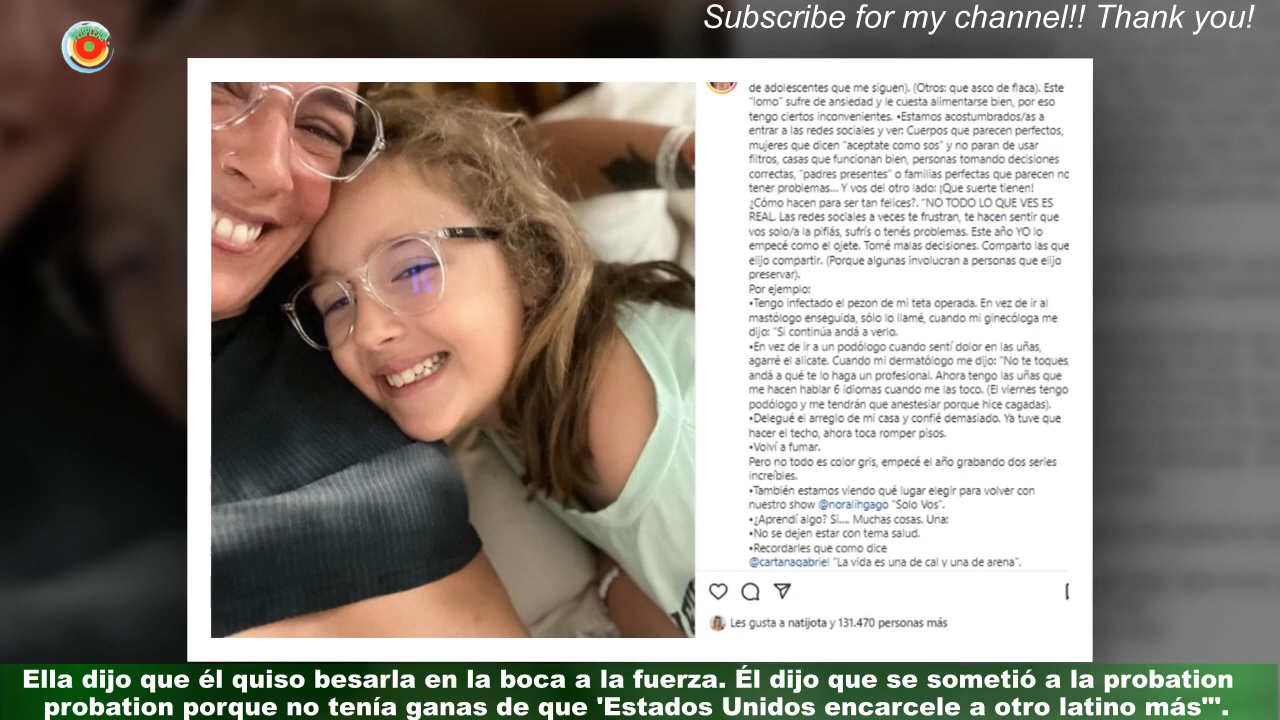 Subscribe for my channel!! Thank you!
de adolescentes que me siguen). (Otros: que asco de flaca). Este
"lomo" sufre de ansiedad y le cuesta alimentarse bien, por eso
tengo ciertos inconvenientes. •Estamos acostumbrados/as a
entrar a las redes sociales y ver: Cuerpos que parecen perfectos,
mujeres que dicen "aceptate como sos" y no paran de usar
filtros, casas que funcionan bien, personas tomando decisiones
correctas, "padres presentes" o familias perfectas que parecen no
tener problemas... Y vos del otro lado: ¡Que suerte tienen!
¿Cómo hacen para ser tan felices?. "NO TODO LO QUE VES ES
REAL. Las redes sociales a veces te frustran, te hacen sentir que
vos solo/a la pifiás, sufrís o tenés problemas. Este año YO lo
empecé como el ojete. Tomé malas decisiones. Comparto las que
elijo compartir. (Porque algunas involucran a personas que elijo
preservar).
Por ejemplo:
•Tengo infectado el pezon de mi teta operada. En vez de ir al
mastólogo enseguida, sólo lo llamé, cuando mi ginecóloga me
dijo: "Si continúa andá a verlo.
•En vez de ir a un podólogo cuando sentí dolor en las uñas,
agarré el alicate. Cuando mi dermatólogo me dijo: "No te toques,
andá a qué te lo haga un profesional. Ahora tengo las uñas que
me hacen hablar 6 idiomas cuando me las toco. (El viernes tengo
podólogo y me tendrán que anestesiar porque hice cagadas).
•Delegué el arreglo de mi casa y confié demasiado. Ya tuve que
hacer el techo, ahora toca romper pisos.
•Volví a fumar.
Pero no todo es color gris, empecé el año grabando dos series
increíbles.
•También estamos viendo qué lugar elegir para volver con
nuestro show @noralihgago "Solo Vos".
•¿Aprendí algo? Si.... Muchas cosas. Una:
•No se dejen estar con tema salud.
•Recordarles que como dice
@cartanagabriel "La vida es una de cal y una de arena".
Les gusta a natijota y 131.470 personas más
Ella dijo que él quiso besarla en la boca a la fuerza. Él dijo que se sometió a la probation
probation porque no tenía ganas de que 'Estados Unidos encarcele a otro latino más"'.